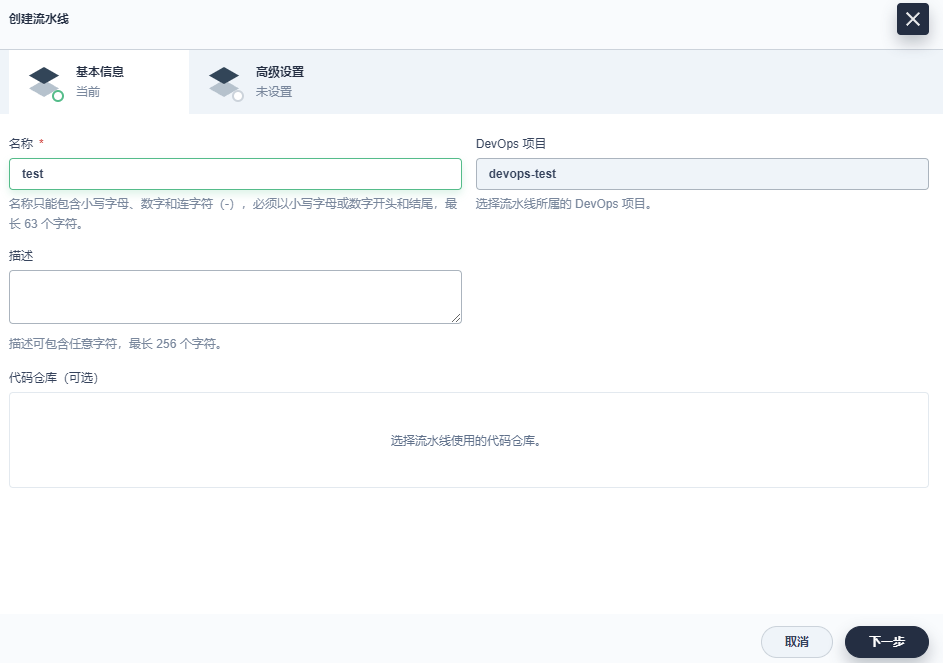 创建流水线
基本信息
当前
高级设置
未设置
名称 *
test
名称只能包含小写字母、数字和连字符（-），必须以小写字母或数字开头和结尾，最
长 63 个字符。
DevOps 项目
devops-test
选择流水线所属的 DevOps 项目。
描述
描述可包含任意字符，最长 256 个字符。
代码仓库（可选）
选择流水线使用的代码仓库。
取消
下一步